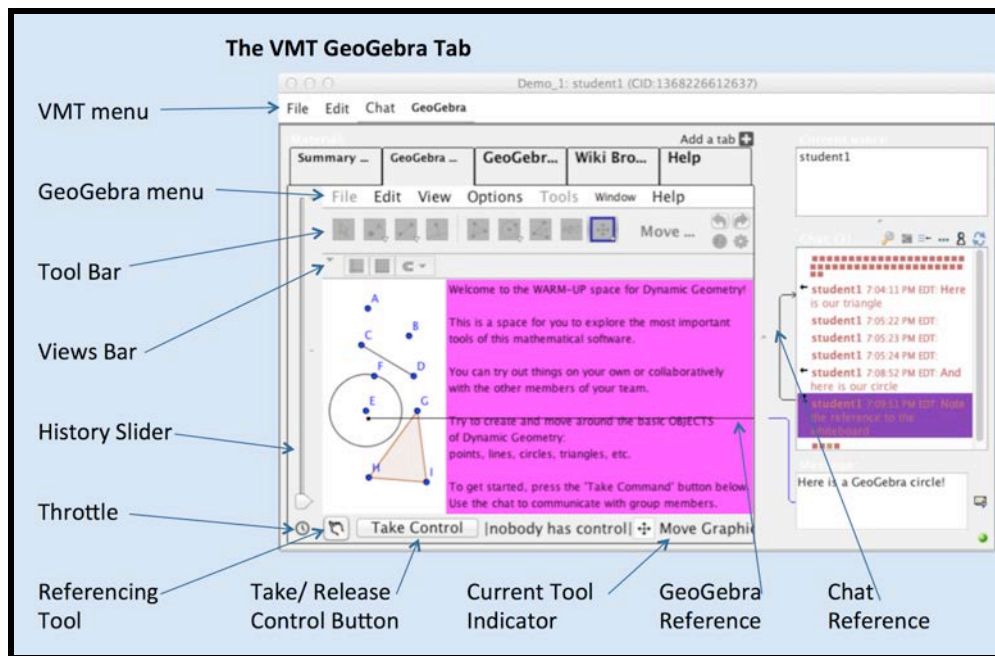 The VMT GeoGebra Tab
Demo_1: student1 (CID:1368226612637)
VMT menu
File Edit Chat GeoGebra
Add a tab
Summary ... GeoGebra ... GeoGebr... Wiki Bro... Help
student1
GeoGebra menu
File Edit View Options Tools Window Help
Move ...
Tool Bar
Views Bar
A
B
C
D
F
E
G
H
I
Welcome to the WARM-UP space for Dynamic Geometry!
This is a space for you to explore the most important
tools of this mathematical software.
You can try out things on your own or collaboratively
with the other members of your team.
Try to create and move around the basic OBJECTS
of Dynamic Geometry:
points, lines, circles, triangles, etc.
To get started, press the 'Take Command' button below.
Use the chat to communicate with group members.
student1 7:04:11 PM EDT: Here
is our triangle
student1 7:05:22 PM EDT:
student1 7:05:23 PM EDT:
student1 7:05:24 PM EDT:
student1 7:08:52 PM EDT: And
here is our circle
student1 7:09:51 PM EDT: Note
the reference to the
whiteboard
Message
Here is a GeoGebra circle!
History Slider
Throttle
Take Control |nobody has control| Move Graphi
Referencing
Tool
Take/ Release
Control Button
Current Tool
Indicator
GeoGebra
Reference
Chat
Reference